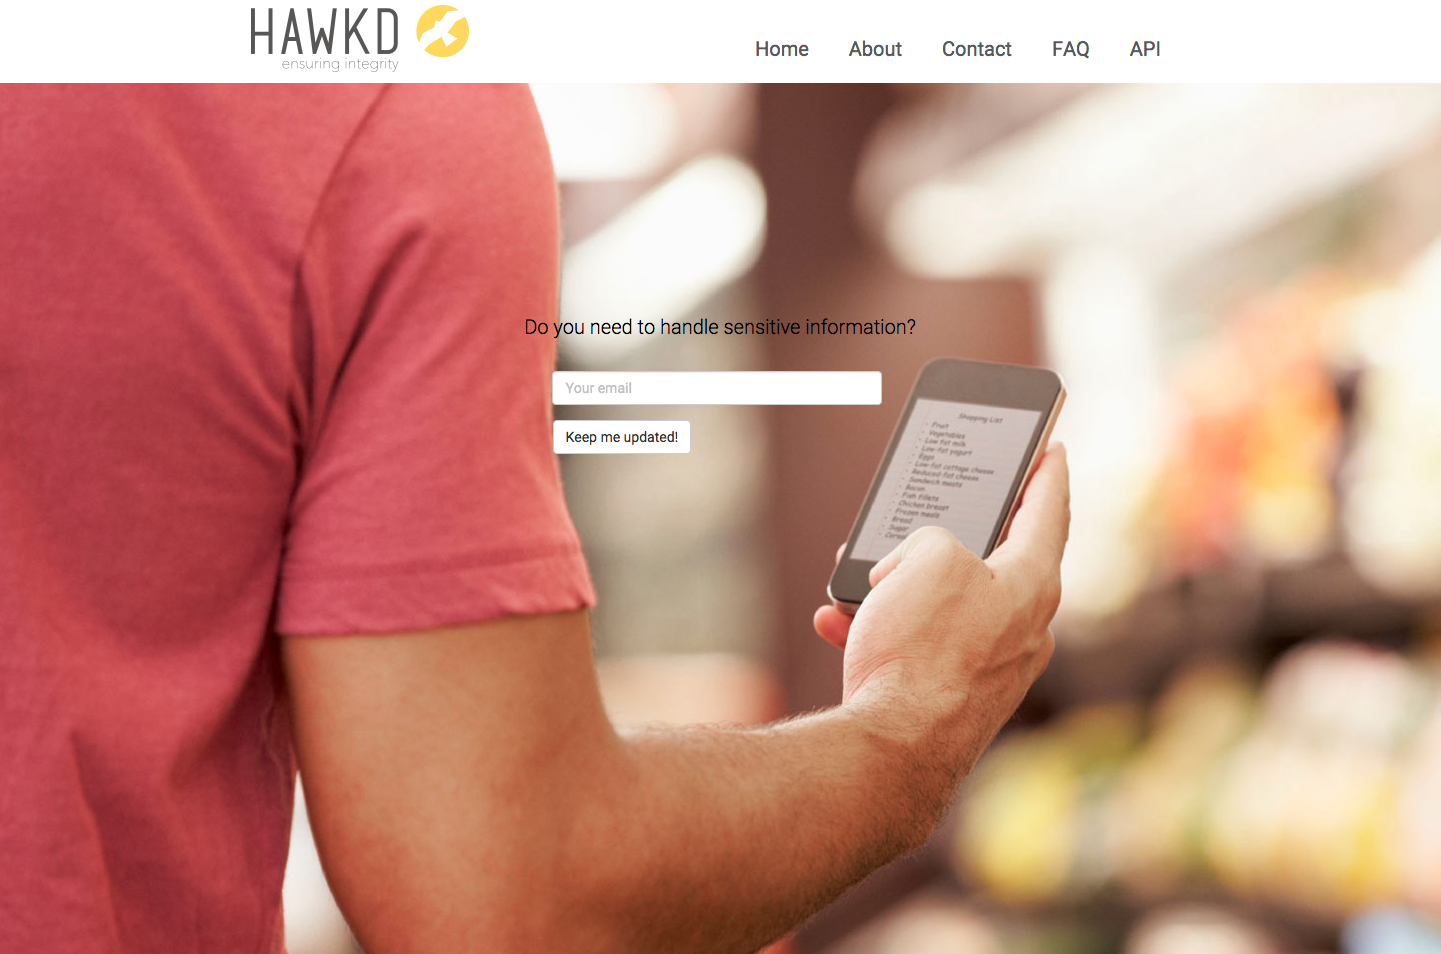 HAWKD
ensuring integrity
Home
About
Contact
FAQ
API
Do you need to handle sensitive information?
Your email
Keep me updated!
Shopping List
- Fruit
- Vegetables
- Low fat milk
- Low-fat yogurt
- Eggs
- Low-fat cottage cheese
- Reduced-fat cheese
- Sandwich meats
- Bacon
- Fish fillets
- Chicken breast
- Frozen meals
- Bread
- Sugar
- Cereal